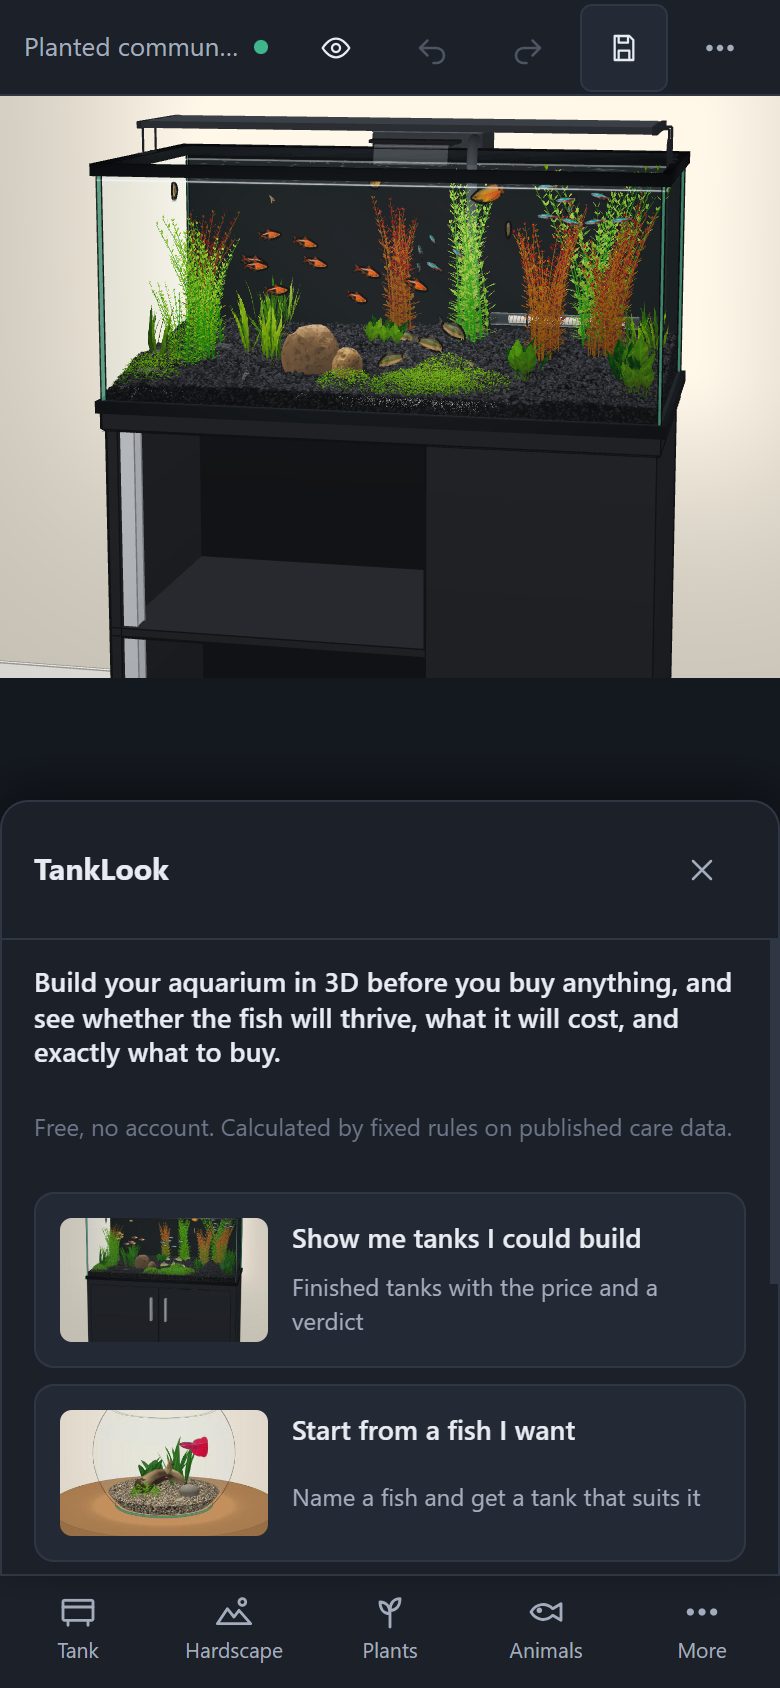 Planted commun...
TankLook
Build your aquarium in 3D before you buy anything, and
see whether the fish will thrive, what it will cost, and
exactly what to buy.
Free, no account. Calculated by fixed rules on published care data.
Show me tanks I could build
Finished tanks with the price and a
verdict
Start from a fish I want
Name a fish and get a tank that suits it
Tank
Hardscape
Plants
Animals
More